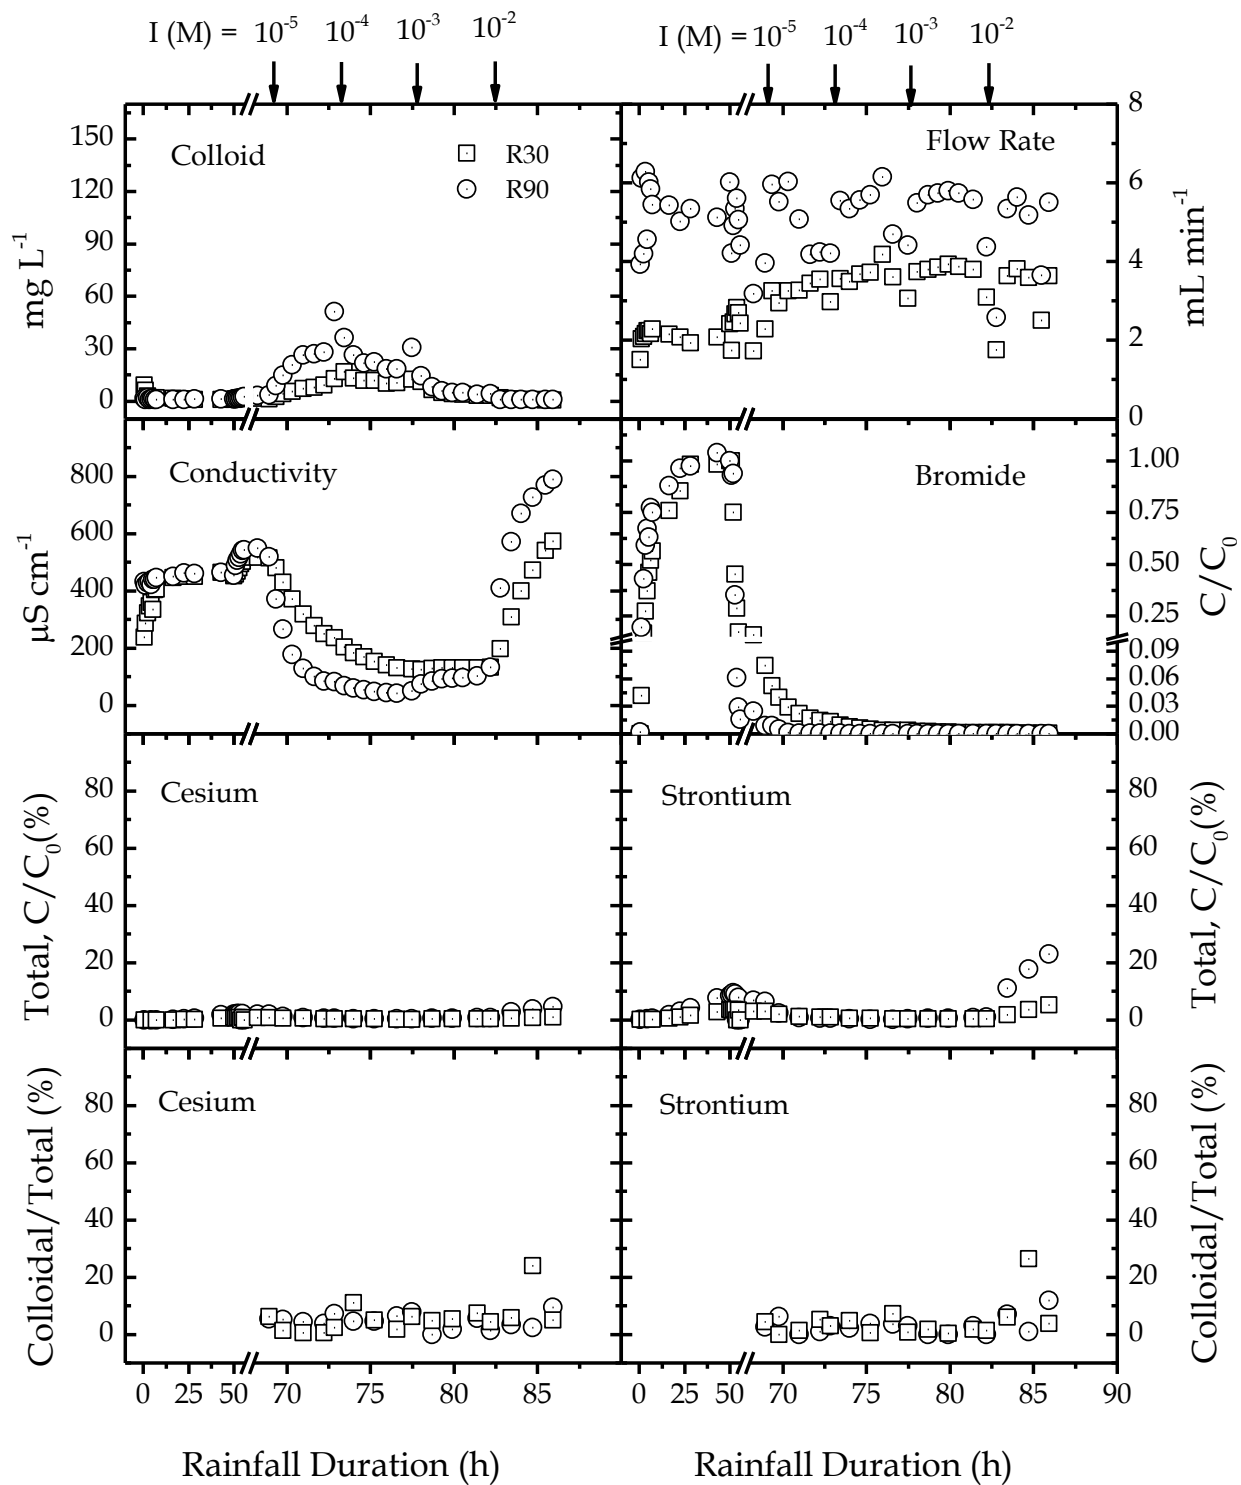 I (M) = 10⁻⁵ 10⁻⁴ 10⁻³ 10⁻²
I (M) = 10⁻⁵ 10⁻⁴ 10⁻³ 10⁻²
Colloid
R30
R90
150
120
90
60
30
0
mg L⁻¹
Flow Rate
8
6
4
2
0
mL min⁻¹
Conductivity
800
600
400
200
0
µS cm⁻¹
Bromide
1.00
0.75
0.50
0.25
0.09
0.06
0.03
0.00
C/C₀
Cesium
80
60
40
20
0
Total, C/C₀(%)
Strontium
80
60
40
20
0
Total, C/C₀(%)
Cesium
80
60
40
20
0
Colloidal/Total (%)
Strontium
80
60
40
20
0
Colloidal/Total (%)
0 25 50 70 75 80 85
0 25 50 70 75 80 85 90
Rainfall Duration (h)
Rainfall Duration (h)